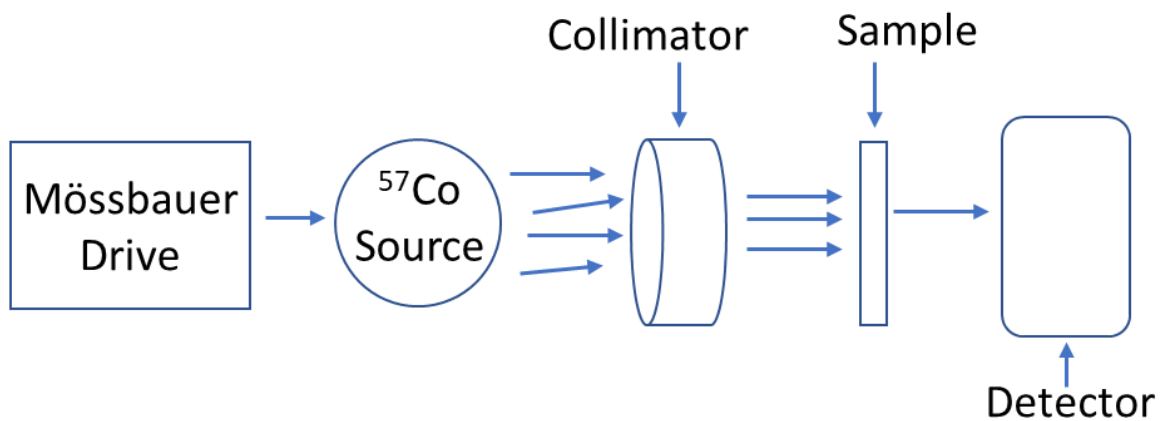 Collimator
Sample
Mössbauer
Drive
⁵⁷Co
Source
Detector